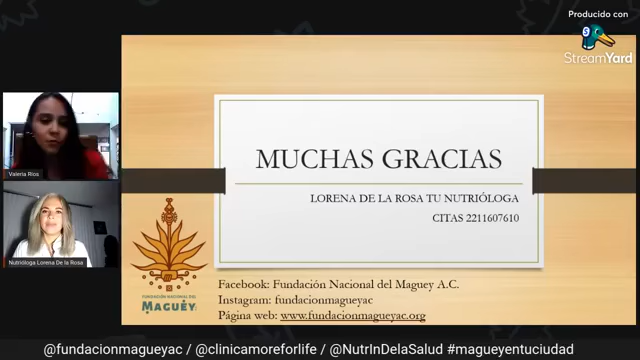 Producido con
StreamYard
Valeria Rios
Nutrióloga Lorena De la Rosa
MUCHAS GRACIAS
LORENA DE LA ROSA TU NUTRIÓLOGA
CITAS 2211607610
FUNDACIÓN NACIONAL DEL
MAGUEY
Facebook: Fundación Nacional del Maguey A.C.
Instagram: fundacionmagueyac
Página web: www.fundacionmagueyac.org
@fundacionmagueyac / @clinicamoreforlife / @NutrInDelaSalud #magueyentuciudad